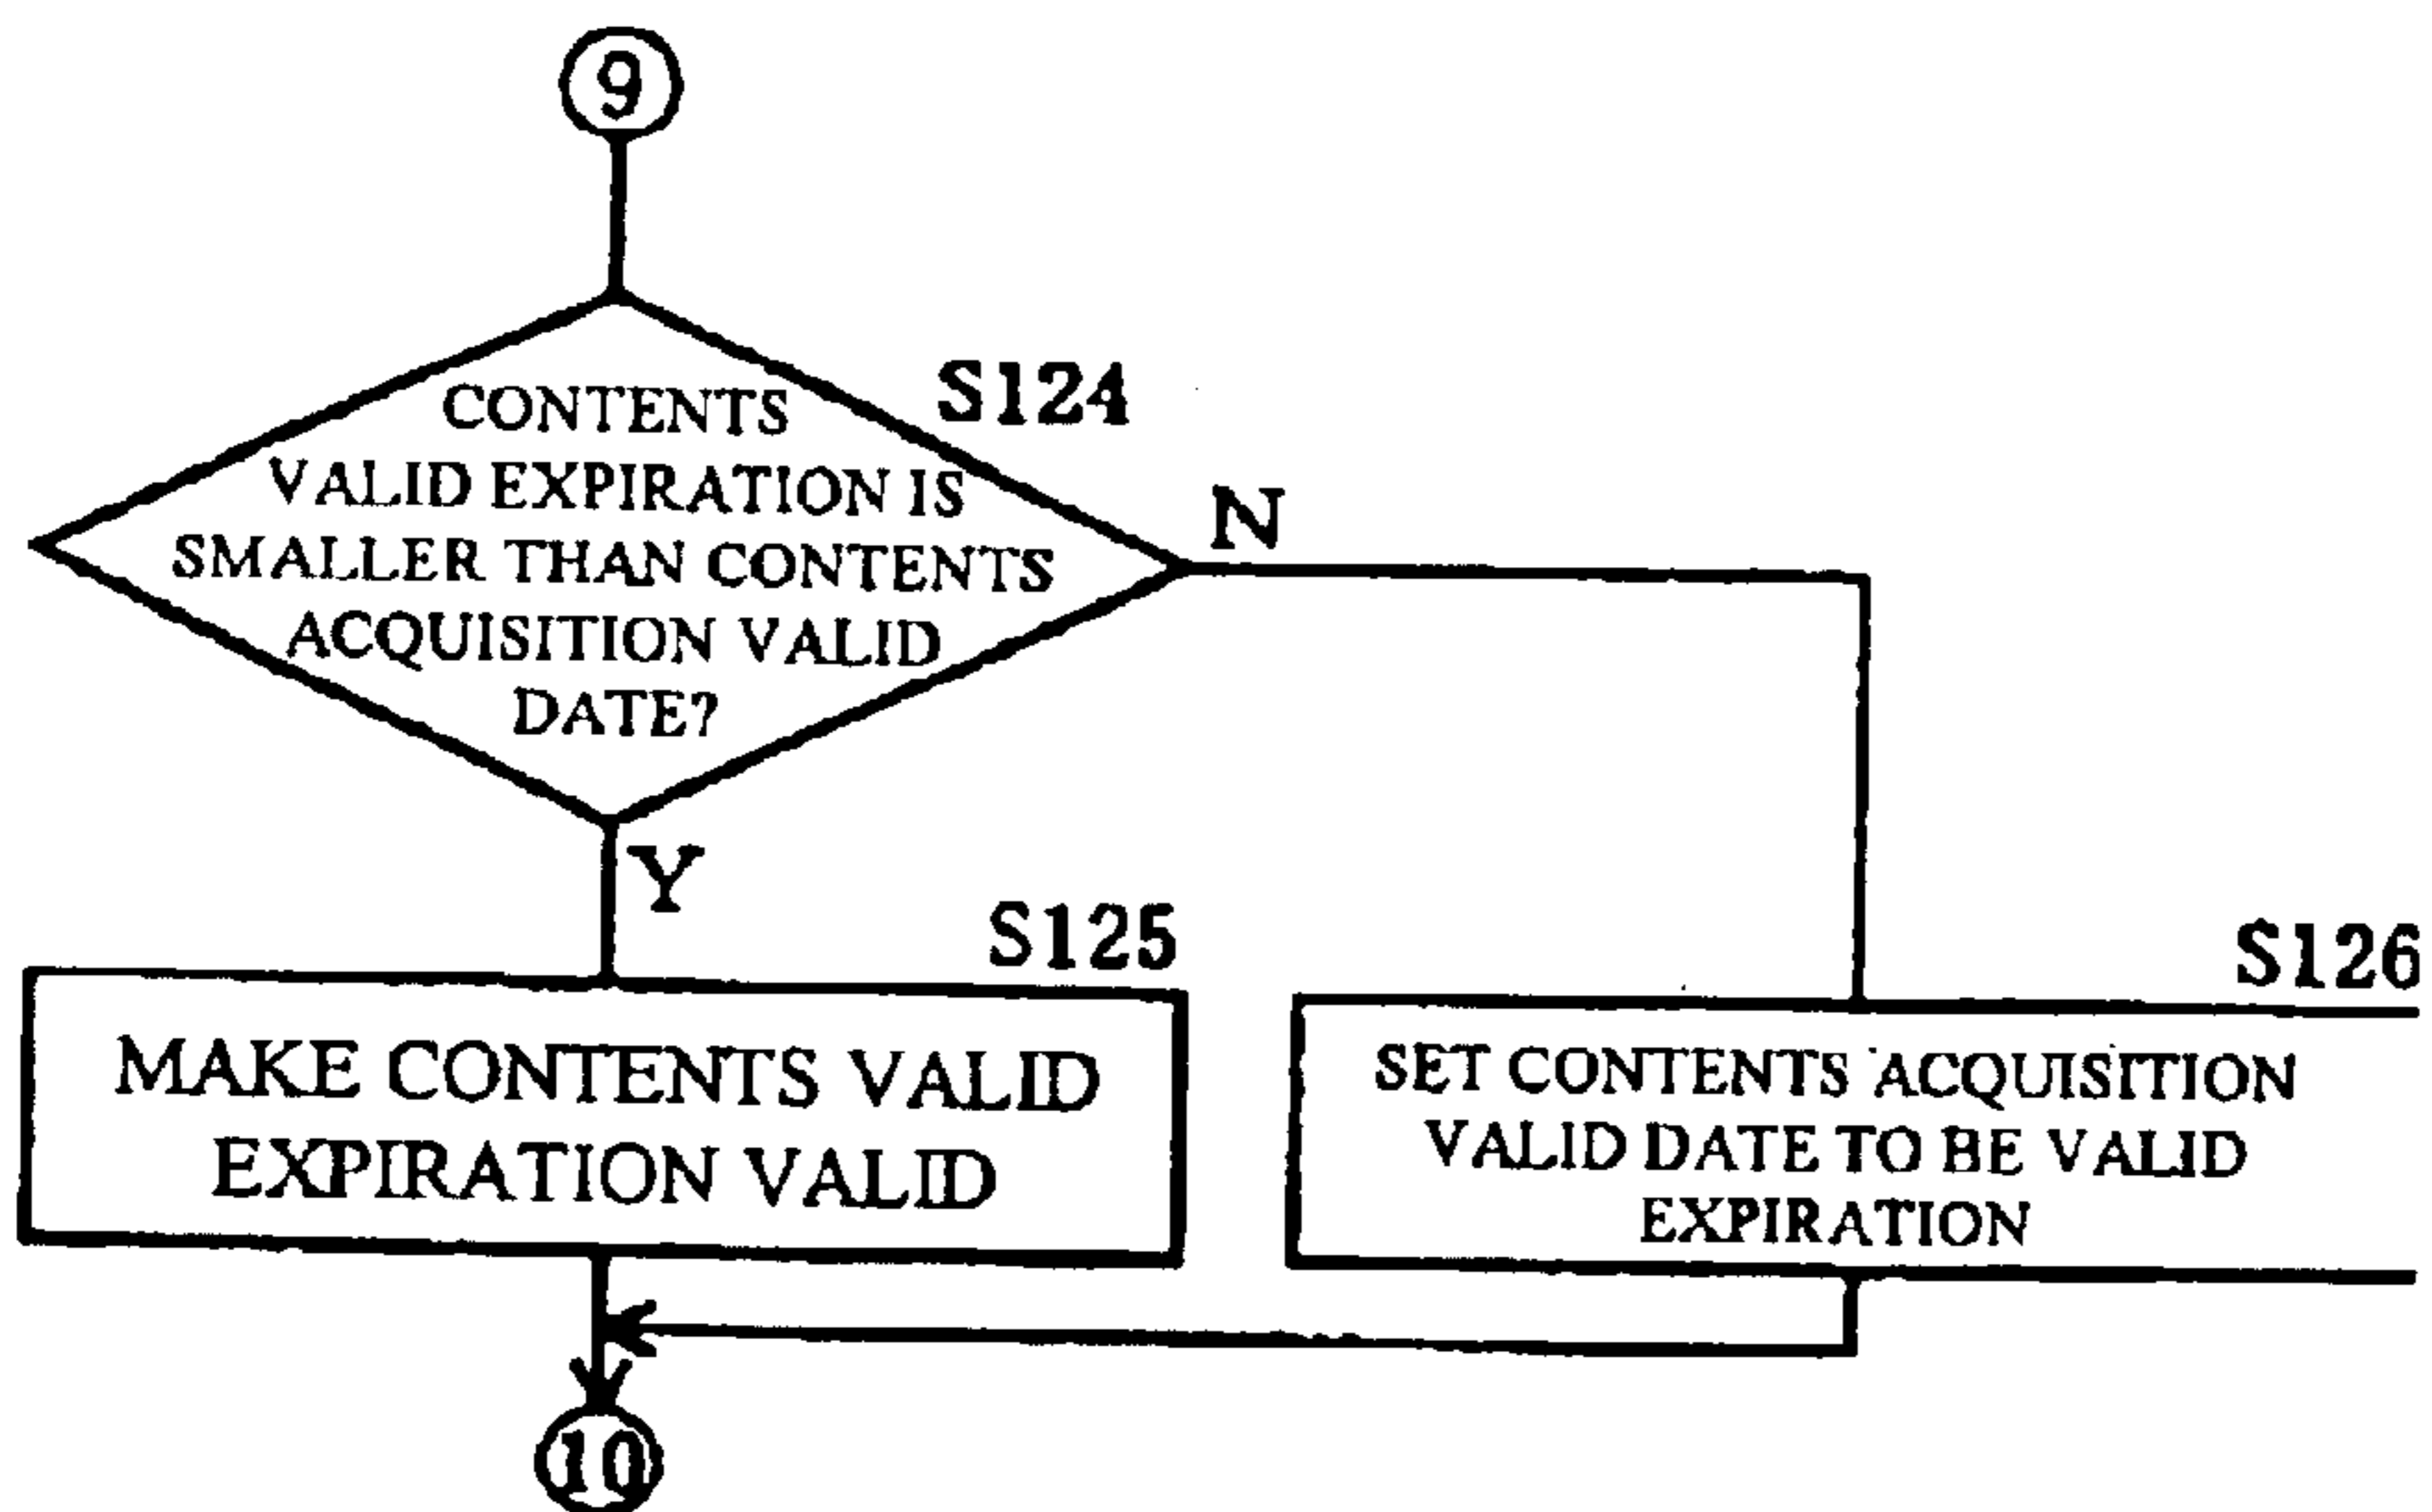 9
S124
CONTENTS
VALID EXPIRATION IS
SMALLER THAN CONTENTS
ACQUISITION VALID
DATE?
N
Y
S125
MAKE CONTENTS VALID
EXPIRATION VALID
S126
SET CONTENTS ACQUISITION
VALID DATE TO BE VALID
EXPIRATION
10